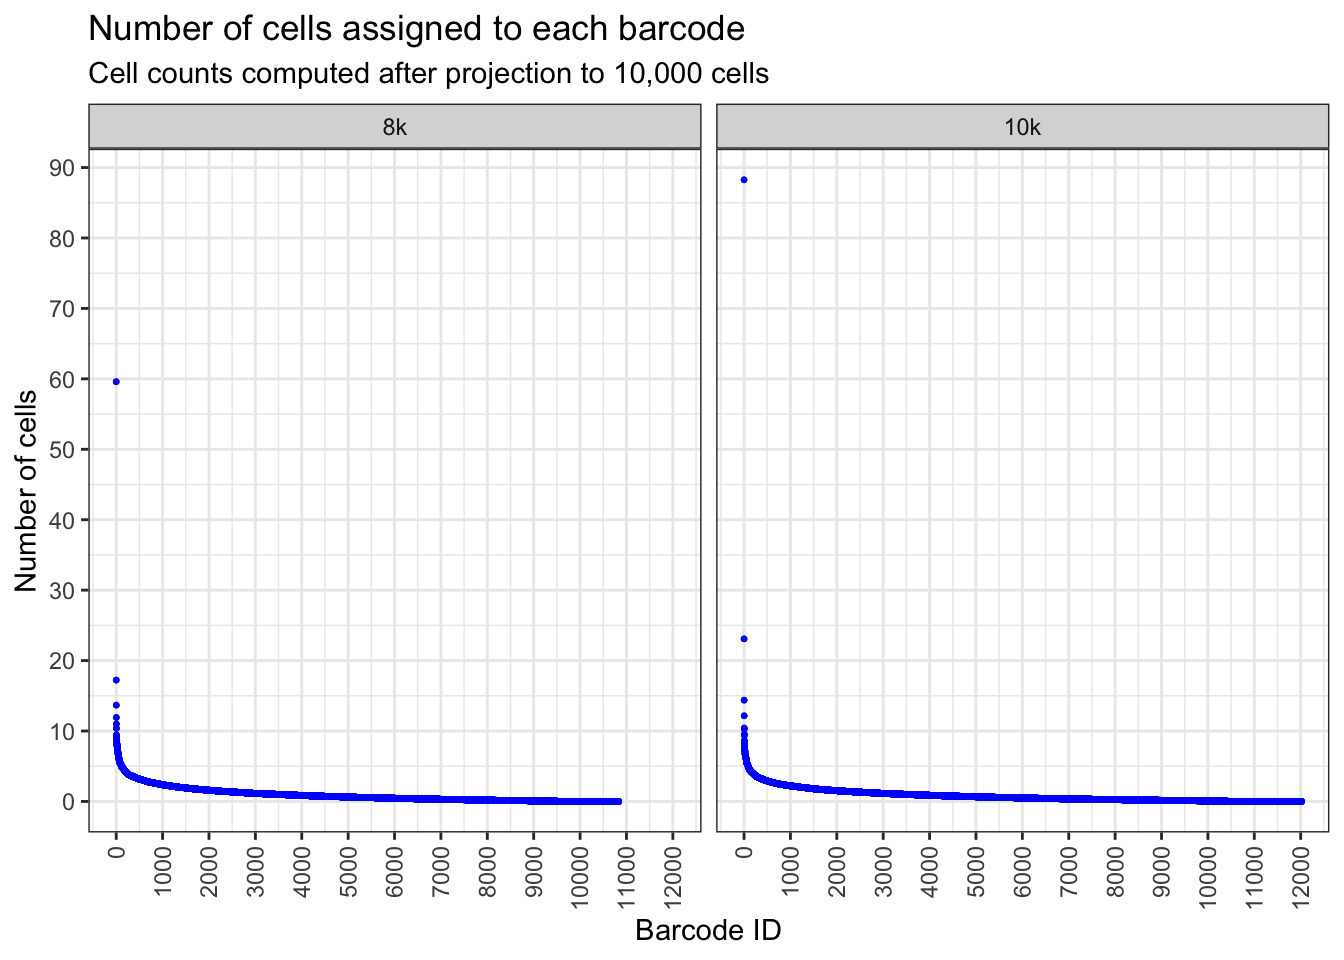 Number of cells assigned to each barcode
Cell counts computed after projection to 10,000 cells
8k
10k
90
80
70
60
50
40
30
20
10
0
Number of cells
0 1000 2000 3000 4000 5000 6000 7000 8000 9000 10000 11000 12000
0 1000 2000 3000 4000 5000 6000 7000 8000 9000 10000 11000 12000
Barcode ID